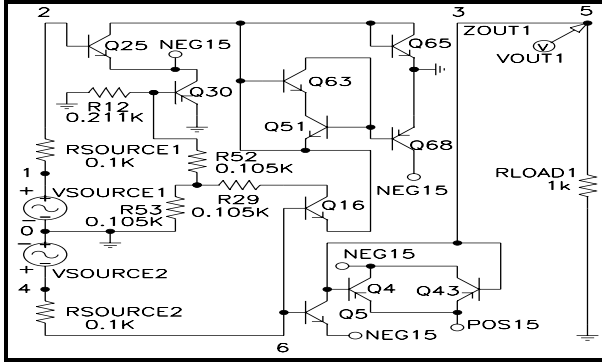 2
3
5
Q25
NEG15
Q65
ZOUT1
VOUT1
V
Q63
Q30
R12
0.211K
Q51
RSOURCE1
0.1K
R52
0.105K
Q68
NEG15
RLOAD1
1k
1
+
VSOURCE1
-
R53
0.105K
R29
0.105K
Q16
0
-
VSOURCE2
+
4
NEG15
Q4
Q43
RSOURCE2
0.1K
Q5
POS15
NEG15
6